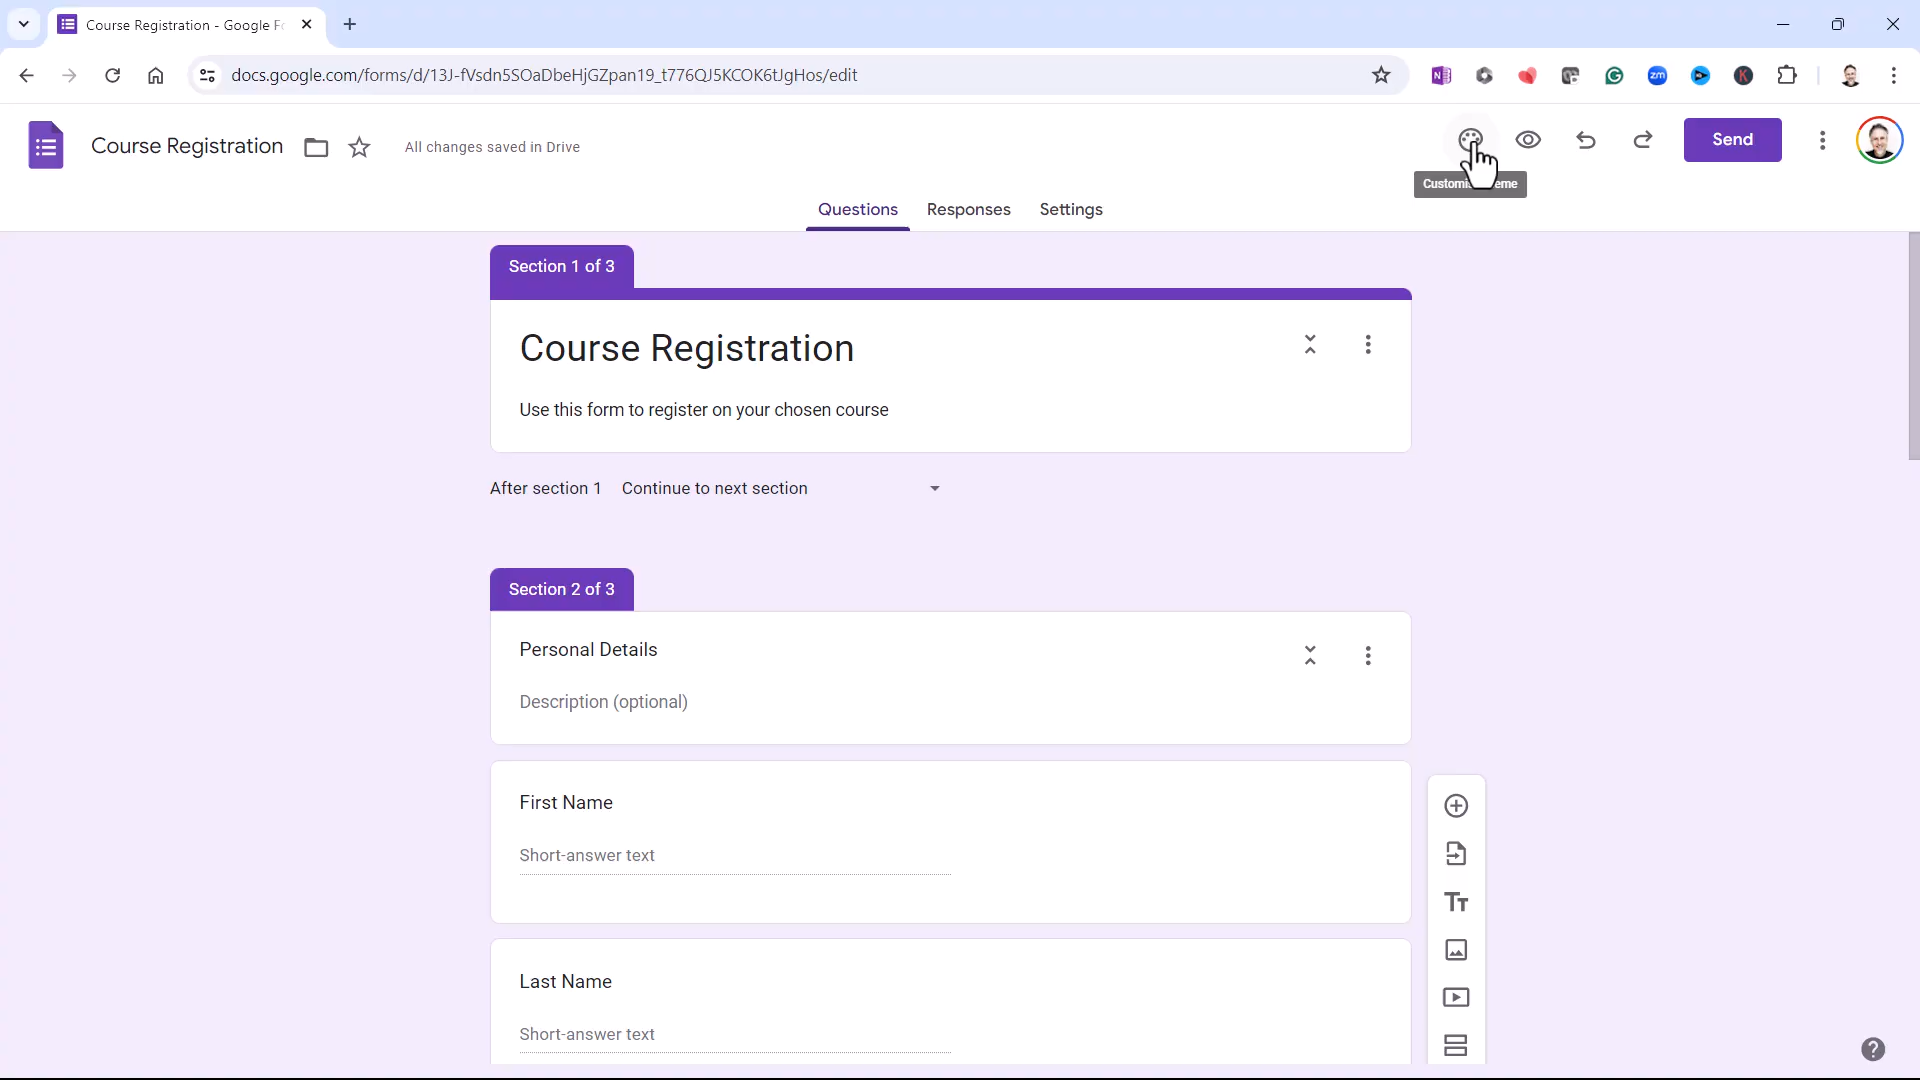 Course Registration - Google Fo
docs.google.com/forms/d/13J-fVsdn5SOaDbeHjGZpan19_t776QJ5KCOK6tJgHos/edit
N
zm
K
Course Registration
All changes saved in Drive
Send
Customi eme
Questions
Responses
Settings
Section 1 of 3
Course Registration
Use this form to register on your chosen course
After section 1 Continue to next section
Section 2 of 3
Personal Details
Description (optional)
First Name
Short-answer text
Last Name
Short-answer text